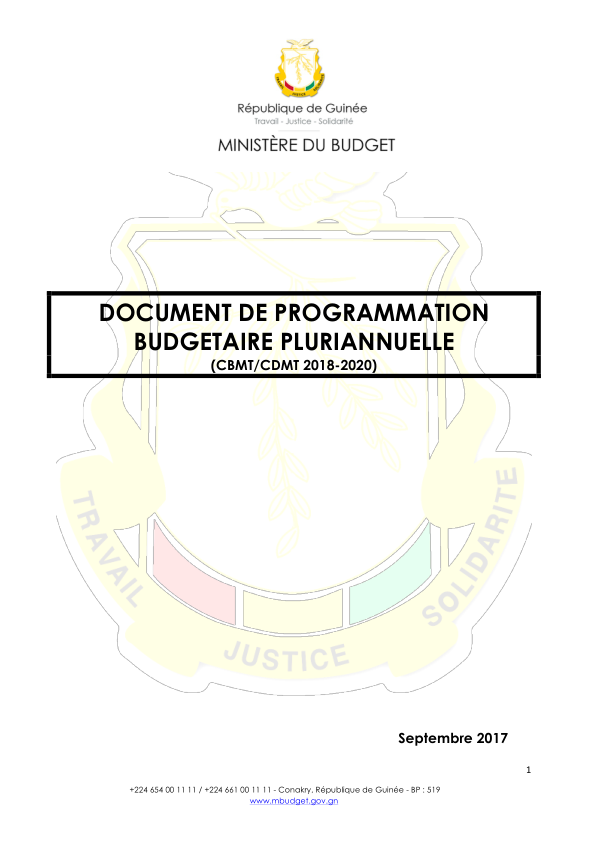 République de Guinée
Travail - Justice - Solidarité
MINISTÈRE DU BUDGET
DOCUMENT DE PROGRAMMATION
BUDGETAIRE PLURIANNUELLE
(CBMT/CDMT 2018-2020)
TRAVAIL
JUSTICE
SOLIDARITE
Septembre 2017
1
+224 654 00 11 11 / +224 661 00 11 11 - Conakry, République de Guinée - BP : 519
www.mbudget.gov.gn